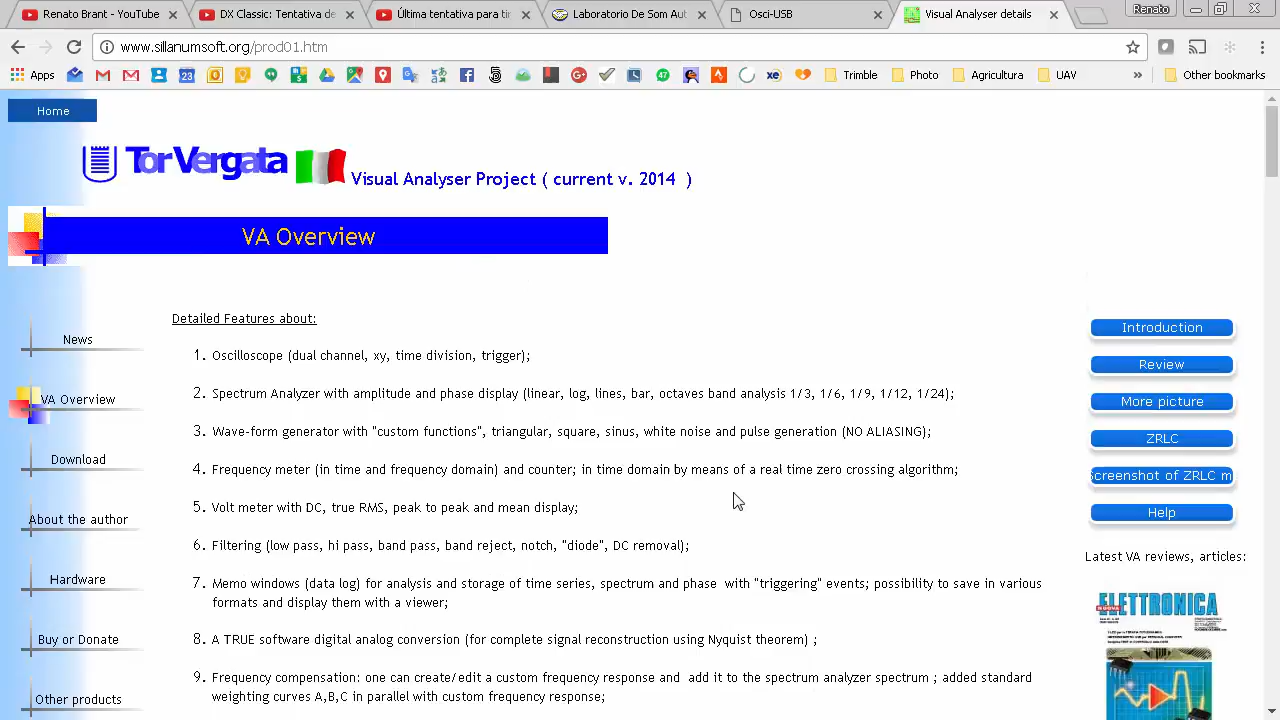 Renato Brant - YouTube
DX Classic: Tentativa de
Última tentativa para tir
Laboratorio De Som Aut
Osci-USB
Visual Analyser details
Renato
www.sillanumsoft.org/prod01.htm
Apps
Trimble
Photo
Agricultura
UAV
»
Other bookmarks
Home
Tor Vergata
Visual Analyser Project ( current v. 2014 )
VA Overview
News
VA Overview
Download
About the author
Hardware
Buy or Donate
Other products
Detailed Features about:
1. Oscilloscope (dual channel, xy, time division, trigger);
2. Spectrum Analyzer with amplitude and phase display (linear, log, lines, bar, octaves band analysis 1/3, 1/6, 1/9, 1/12, 1/24);
3. Wave-form generator with "custom functions", triangular, square, sinus, white noise and pulse generation (NO ALIASING);
4. Frequency meter (in time and frequency domain) and counter; in time domain by means of a real time zero crossing algorithm;
5. Volt meter with DC, true RMS, peak to peak and mean display;
6. Filtering (low pass, hi pass, band pass, band reject, notch, "diode", DC removal);
7. Memo windows (data log) for analysis and storage of time series, spectrum and phase with "triggering" events; possibility to save in various
formats and display them with a viewer;
8. A TRUE software digital analog conversion (for complete signal reconstruction using Nyquist theorem) ;
9. Frequency compensation: one can create/edit a custom frequency response and add it to the spectrum analyzer spectrum ; added standard
weighting curves A,B,C in parallel with custom frequency response;
Introduction
Review
More picture
ZRLC
Screenshot of ZRLC m
Help
Latest VA reviews, articles:
ELETTRONICA